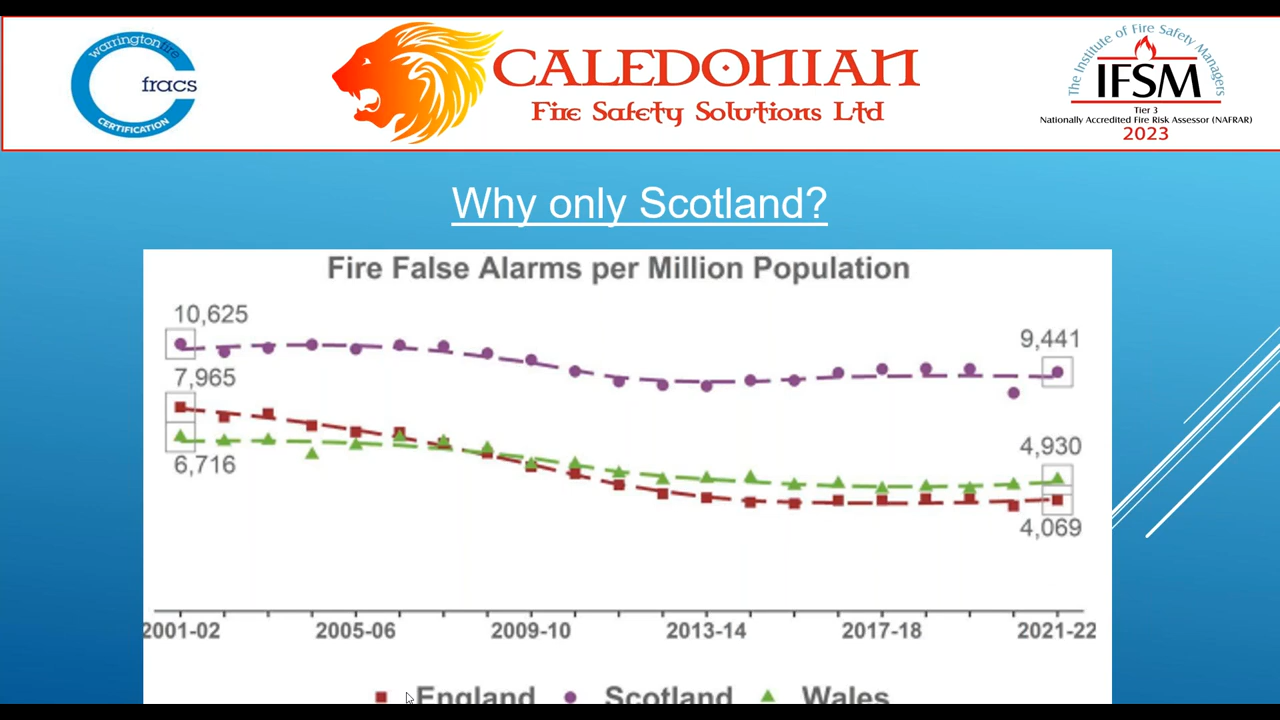 warringtonfire
fracs
CERTIFICATION
CALEDONIAN
Fire Safety Solutions Ltd
The Institute of Fire Safety Managers
IFSM
Tier 3
Nationally Accredited Fire Risk Assessor (NAFRAR)
2023
Why only Scotland?
Fire False Alarms per Million Population
10,625
9,441
7,965
6,716
4,930
4,069
2001-02 2005-06 2009-10 2013-14 2017-18 2021-22
England Scotland Wales